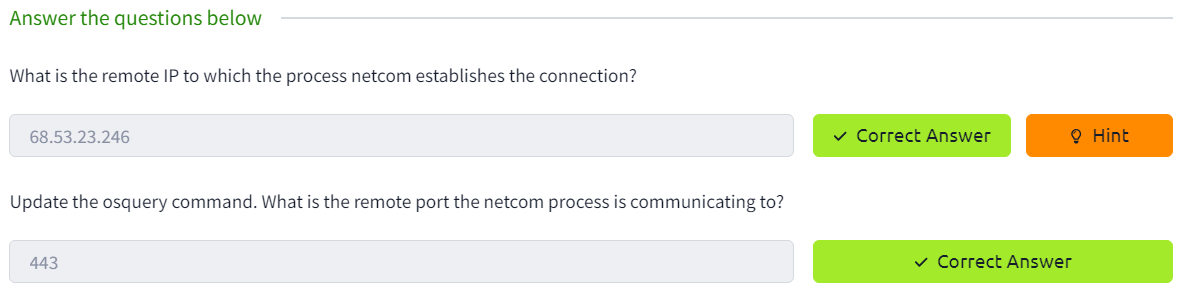 Answer the questions below
What is the remote IP to which the process netcom establishes the connection?
68.53.23.246
Correct Answer
Hint
Update the osquery command. What is the remote port the netcom process is communicating to?
443
Correct Answer